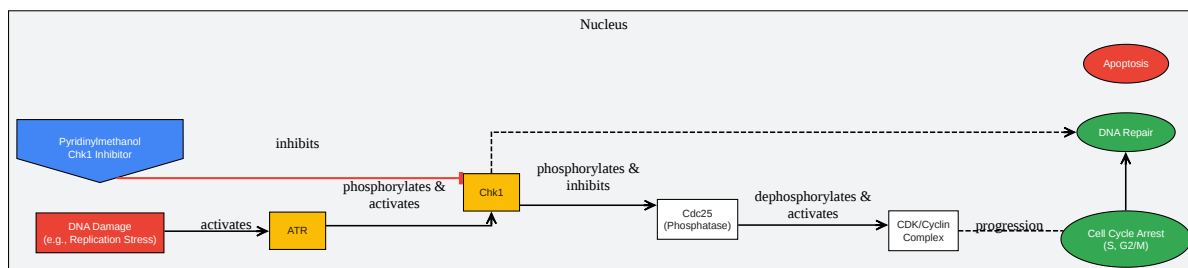 Nucleus
Apoptosis
Pyridinylmethanol
Chk1 Inhibitor
inhibits
DNA Repair
phosphorylates &
activates
Chk1
phosphorylates &
inhibits
DNA Damage
(e.g., Replication Stress)
activates
ATR
Cdc25
(Phosphatase)
dephosphorylates &
activates
CDK/Cyclin
Complex
progression
Cell Cycle Arrest
(S, G2/M)